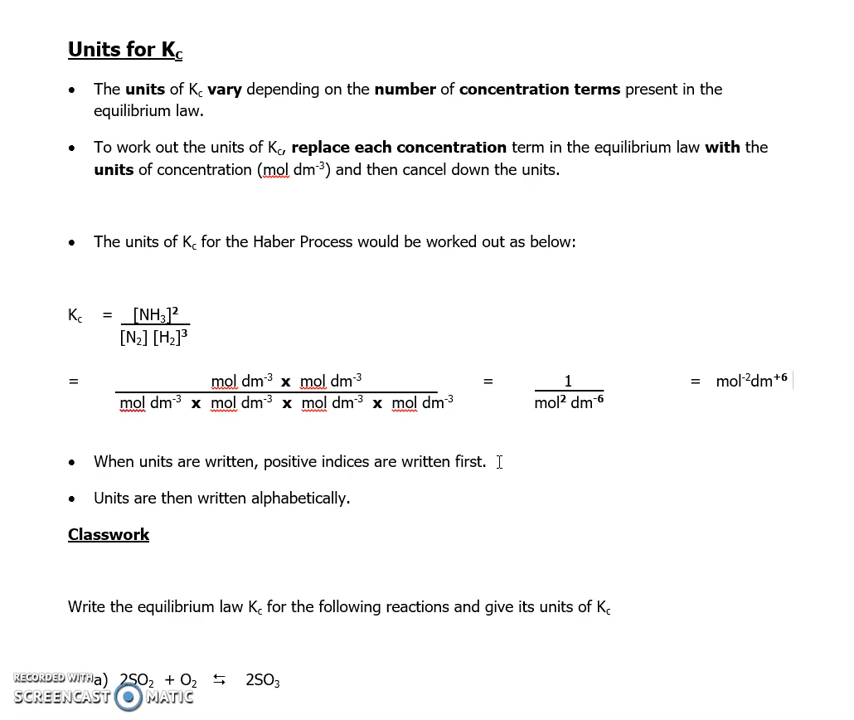 Units for Kc
• The units of Kc vary depending on the number of concentration terms present in the
equilibrium law.
• To work out the units of Kc, replace each concentration term in the equilibrium law with the
units of concentration (mol dm⁻³) and then cancel down the units.
• The units of Kc for the Haber Process would be worked out as below:
Kc = [NH₃]²
[N₂] [H₂]³
= mol dm⁻³ x mol dm⁻³ = 1 = mol⁻²dm⁺⁶
mol dm⁻³ x mol dm⁻³ x mol dm⁻³ x mol dm⁻³ mol² dm⁻⁶
• When units are written, positive indices are written first.
• Units are then written alphabetically.
Classwork
Write the equilibrium law Kc for the following reactions and give its units of Kc
a) 2SO₂ + O₂ ⇆ 2SO₃
RECORDED WITH
SCREENCAST MATIC